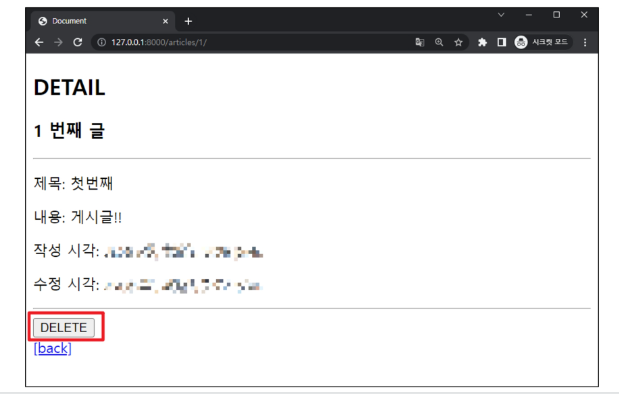 Document
127.0.0.1:8000/articles/1/
시크릿 모드
DETAIL
1 번째 글
제목: 첫번째
내용: 게시글!!
작성 시각:
수정 시각:
DELETE
[back]